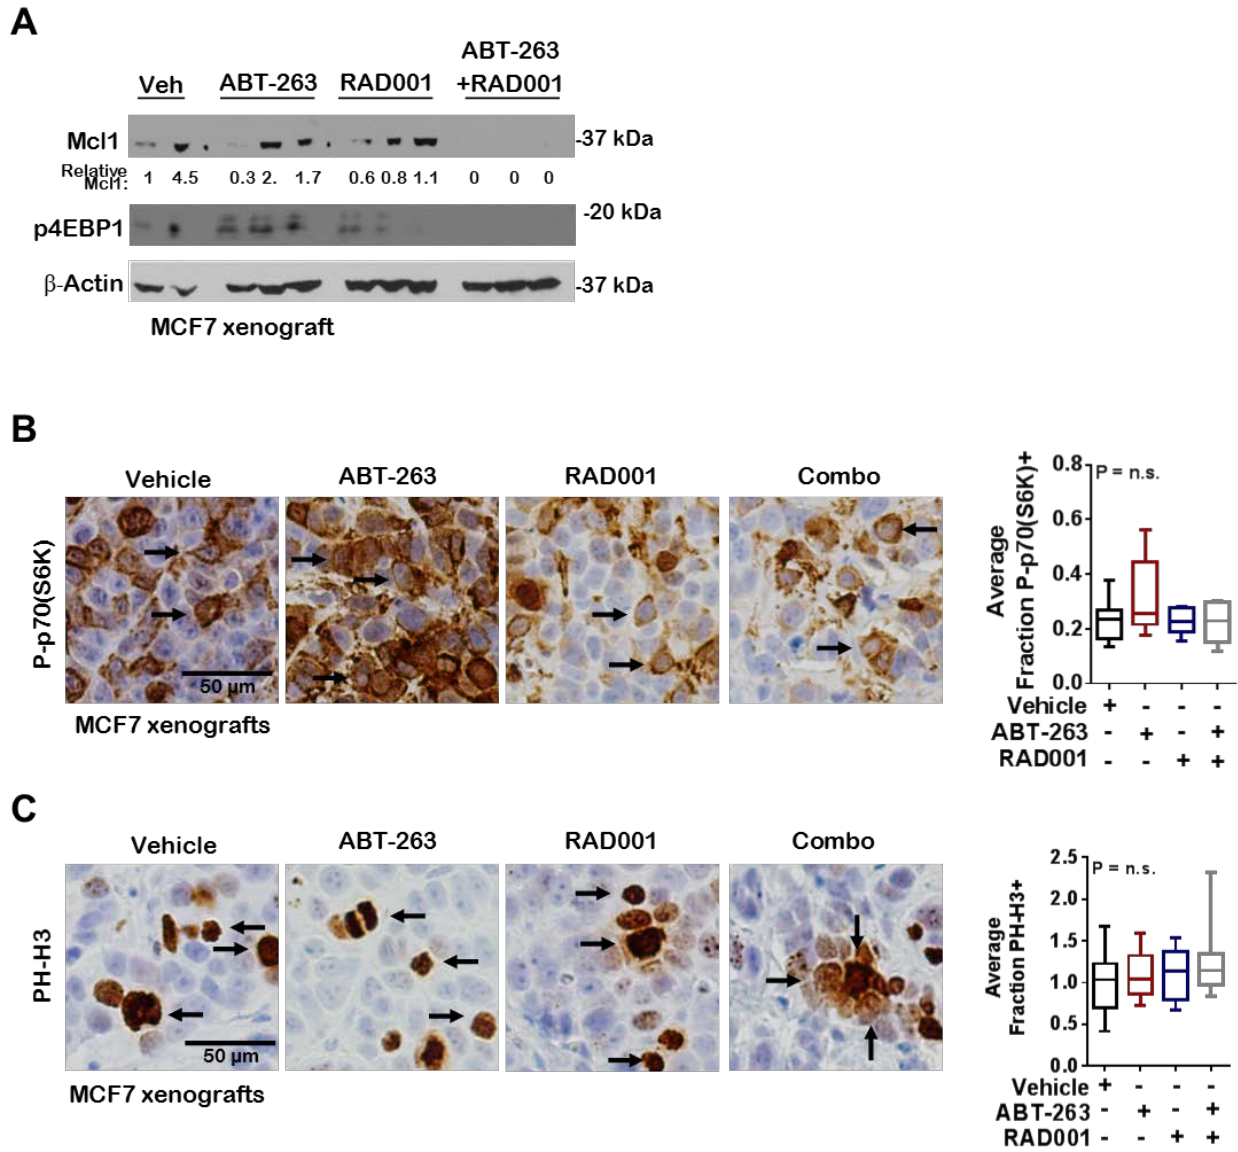 A
ABT-263
Veh ABT-263 RAD001 +RAD001
Mcl1 -37 kDa
Relative
Mcl1: 1 4.5 0.3 2. 1.7 0.6 0.8 1.1 0 0 0
-20 kDa
p4EBP1
β-Actin -37 kDa
MCF7 xenograft
B
Vehicle ABT-263 RAD001 Combo
P-p70(S6K)
50 µm
MCF7 xenografts
Average
Fraction P-p70(S6K)+
0.8
P = n.s.
0.6
0.4
0.2
0.0
Vehicle + - - -
ABT-263 - + - +
RAD001 - - + +
C
Vehicle ABT-263 RAD001 Combo
PH-H3
50 µm
MCF7 xenografts
Average
Fraction PH-H3+
2.5
P = n.s.
2.0
1.5
1.0
0.5
0.0
Vehicle + - - -
ABT-263 - + - +
RAD001 - - + +